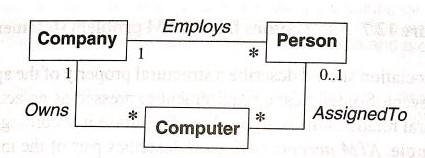 Employs
Company
Person
1
*
1
0..1
Owns
AssignedTo
*
*
Computer